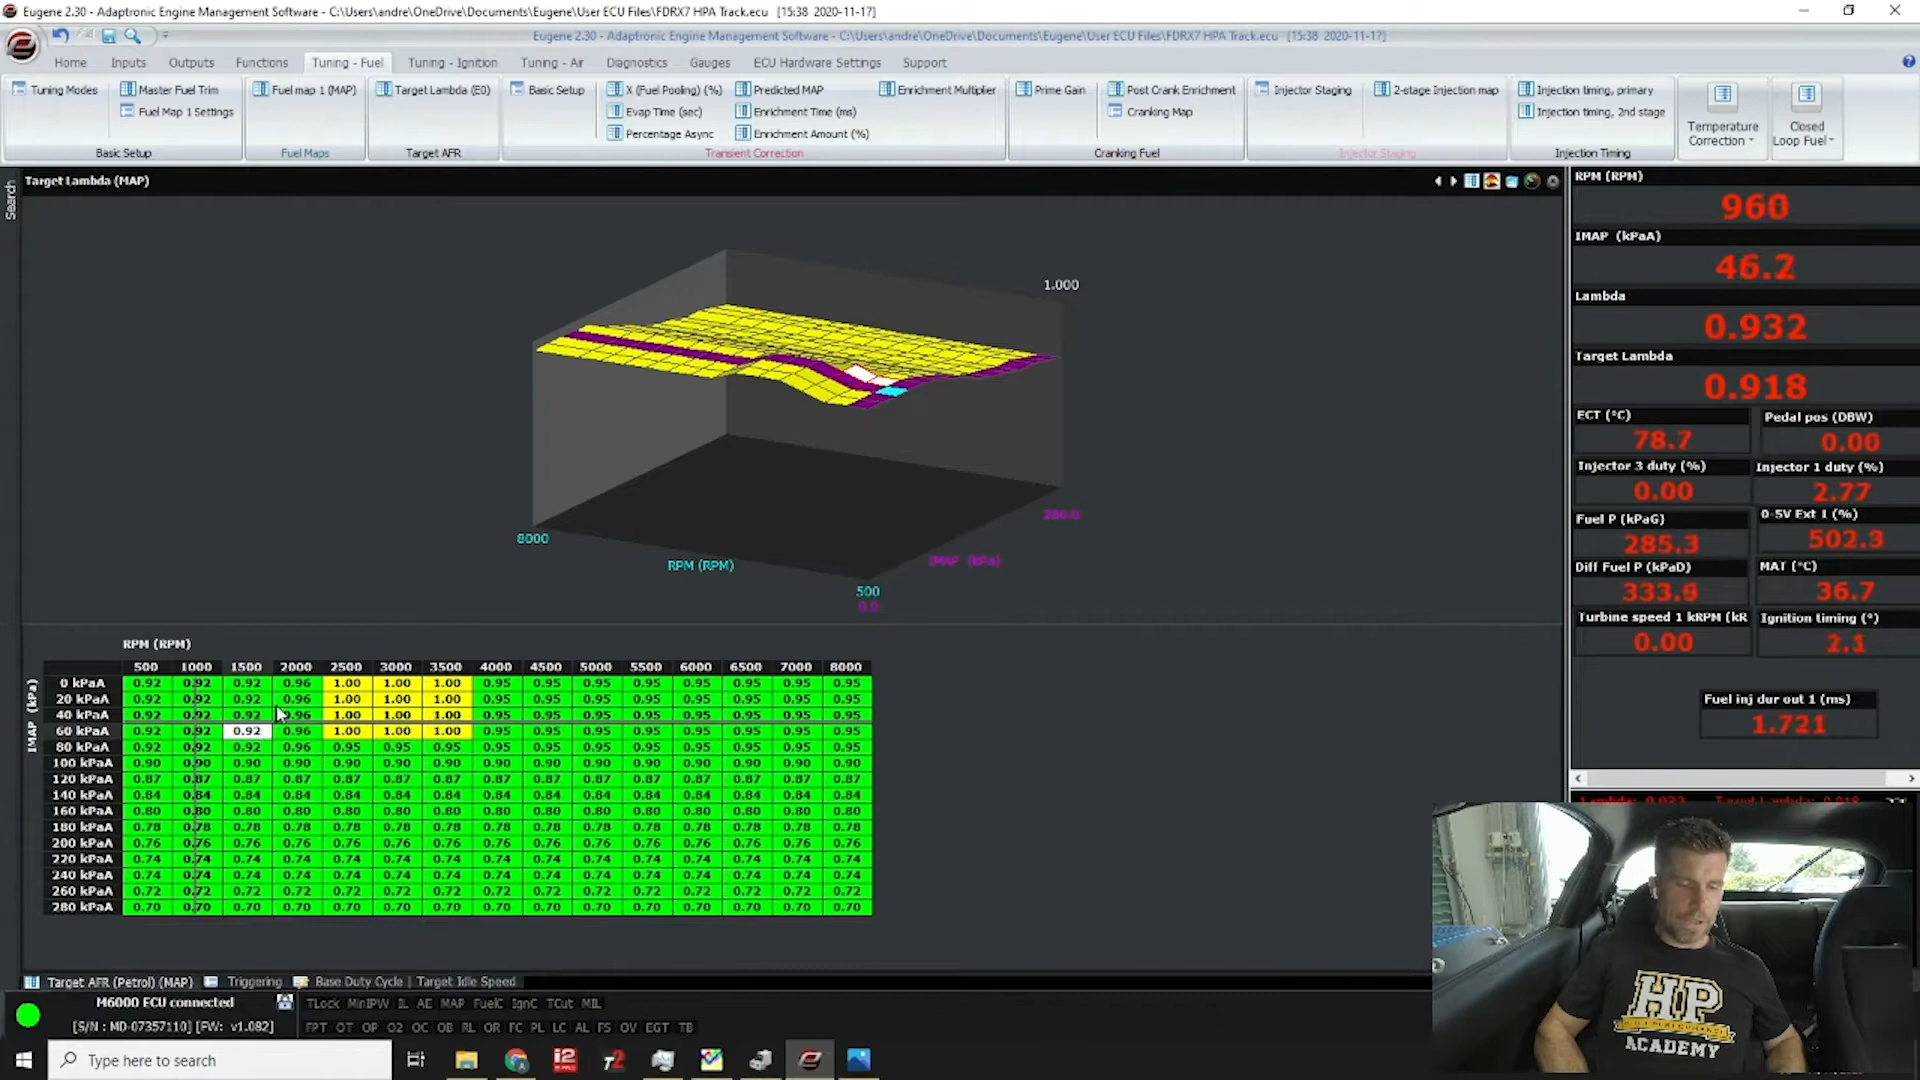 Eugene 2.30 - Adaptronic Engine Management Software - C:\Users\andre\OneDrive\Documents\Eugene\User ECU Files\FDRX7 HPA Track.ecu [15:38 2020-11-17]
Eugene 2.30 - Adaptronic Engine Management Software - C:\Users\andre\OneDrive\Documents\Eugene\User ECU Files\FDRX7 HPA Track.ecu [15:38 2020-11-17]
Home Inputs Outputs Functions Tuning - Fuel Tuning - Ignition Tuning - Air Diagnostics Gauges ECU Hardware Settings Support
Tuning Modes Master Fuel Trim Fuel map 1 (MAP) Target Lambda (E0) Basic Setup X (Fuel Pooling) (%) Predicted MAP Enrichment Multiplier Prime Gain Post Crank Enrichment Injector Staging 2-stage Injection map Injection timing, primary
Fuel Map 1 Settings Evap Time (sec) Enrichment Time (ms) Cranking Map Injection timing, 2nd stage
Percentage Async Enrichment Amount (%) Temperature Correction Closed Loop Fuel
Basic Setup Fuel Maps Target AFR Transient Correction Cranking Fuel Injector Staging Injection Timing
Search
Target Lambda (MAP)
1.000
8000
RPM (RPM)
IMAP (kPa)
286.0
500
0.0
RPM (RPM)
IMAP (kPa)
500 1000 1500 2000 2500 3000 3500 4000 4500 5000 5500 6000 6500 7000 8000
0 kPaA 0.92 0.92 0.92 0.96 1.00 1.00 1.00 0.95 0.95 0.95 0.95 0.95 0.95 0.95 0.95
20 kPaA 0.92 0.92 0.92 0.96 1.00 1.00 1.00 0.95 0.95 0.95 0.95 0.95 0.95 0.95 0.95
40 kPaA 0.92 0.92 0.92 0.96 1.00 1.00 1.00 0.95 0.95 0.95 0.95 0.95 0.95 0.95 0.95
60 kPaA 0.92 0.92 0.92 0.96 1.00 1.00 1.00 0.95 0.95 0.95 0.95 0.95 0.95 0.95 0.95
80 kPaA 0.92 0.92 0.92 0.96 0.95 0.95 0.95 0.95 0.95 0.95 0.95 0.95 0.95 0.95 0.95
100 kPaA 0.90 0.90 0.90 0.90 0.90 0.90 0.90 0.90 0.90 0.90 0.90 0.90 0.90 0.90 0.90
120 kPaA 0.87 0.87 0.87 0.87 0.87 0.87 0.87 0.87 0.87 0.87 0.87 0.87 0.87 0.87 0.87
140 kPaA 0.84 0.84 0.84 0.84 0.84 0.84 0.84 0.84 0.84 0.84 0.84 0.84 0.84 0.84 0.84
160 kPaA 0.80 0.80 0.80 0.80 0.80 0.80 0.80 0.80 0.80 0.80 0.80 0.80 0.80 0.80 0.80
180 kPaA 0.78 0.78 0.78 0.78 0.78 0.78 0.78 0.78 0.78 0.78 0.78 0.78 0.78 0.78 0.78
200 kPaA 0.76 0.76 0.76 0.76 0.76 0.76 0.76 0.76 0.76 0.76 0.76 0.76 0.76 0.76 0.76
220 kPaA 0.74 0.74 0.74 0.74 0.74 0.74 0.74 0.74 0.74 0.74 0.74 0.74 0.74 0.74 0.74
240 kPaA 0.74 0.74 0.74 0.74 0.74 0.74 0.74 0.74 0.74 0.74 0.74 0.74 0.74 0.74 0.74
260 kPaA 0.72 0.72 0.72 0.72 0.72 0.72 0.72 0.72 0.72 0.72 0.72 0.72 0.72 0.72 0.72
280 kPaA 0.70 0.70 0.70 0.70 0.70 0.70 0.70 0.70 0.70 0.70 0.70 0.70 0.70 0.70 0.70
RPM (RPM)
960
IMAP (kPaA)
46.2
Lambda
0.932
Target Lambda
0.918
ECT (°C) Pedal pos (DBW)
78.7 0.00
Injector 3 duty (%) Injector 1 duty (%)
0.00 2.77
Fuel P (kPaG) 0-5V Ext 1 (%)
285.3 502.3
Diff Fuel P (kPaD) MAT (°C)
333.6 36.7
Turbine speed 1 kRPM (kR Ignition timing (°)
0.00 2.1
Fuel inj dur out 1 (ms)
1.721
HP
ACADEMY
Target AFR (Petrol) (MAP) Triggering Base Duty Cycle Target Idle Speed
M6000 ECU connected TLock MinIPW IL AE MAP FuelC IgnC TCut MIL
[S/N : MD-07357110] [FW: v1.082] FPT OT OP O2 OC OB RL OR FC PL LC AL FS OV EGT TB
Type here to search